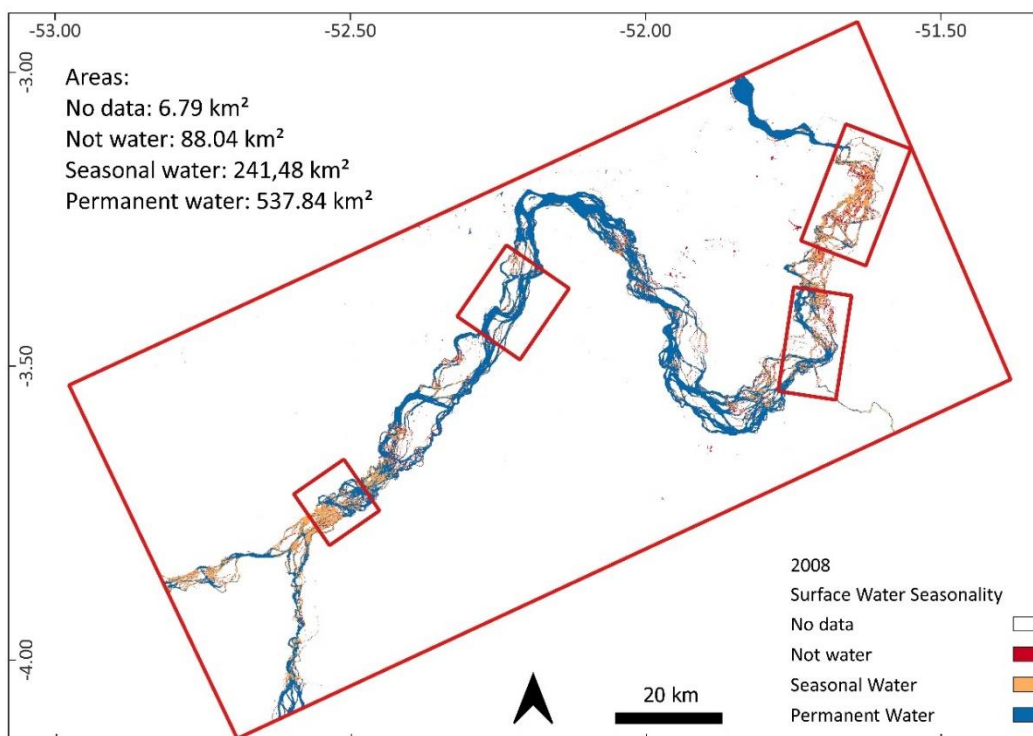 -53.00 -52.50 -52.00 -51.50
-3.00
Areas:
No data: 6.79 km²
Not water: 88.04 km²
Seasonal water: 241,48 km²
Permanent water: 537.84 km²
-3.50
-4.00
2008
Surface Water Seasonality
No data
Not water
Seasonal Water
Permanent Water
20 km